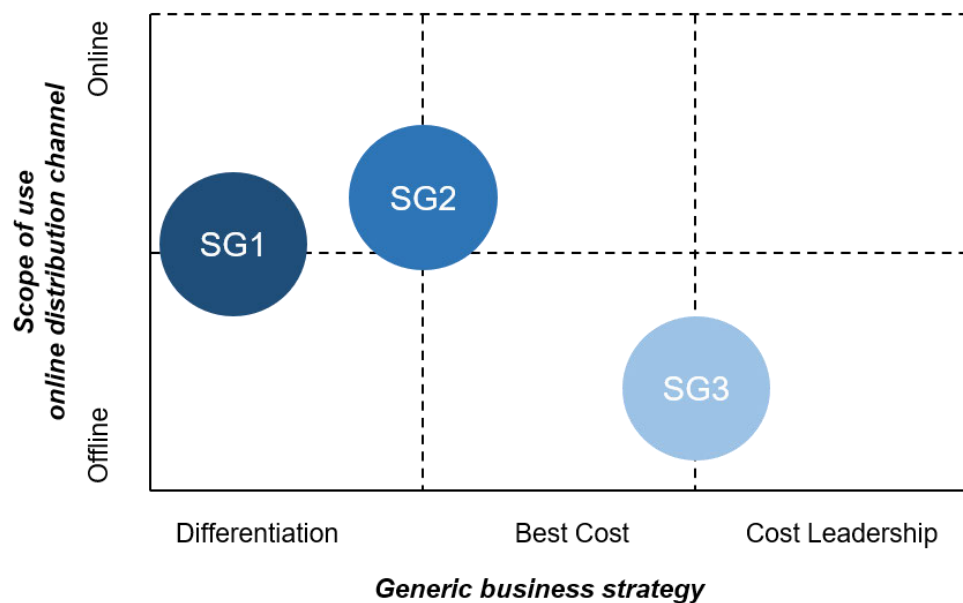 Online
Scope of use
online distribution channel
Offline
SG1
SG2
SG3
Differentiation
Best Cost
Cost Leadership
Generic business strategy